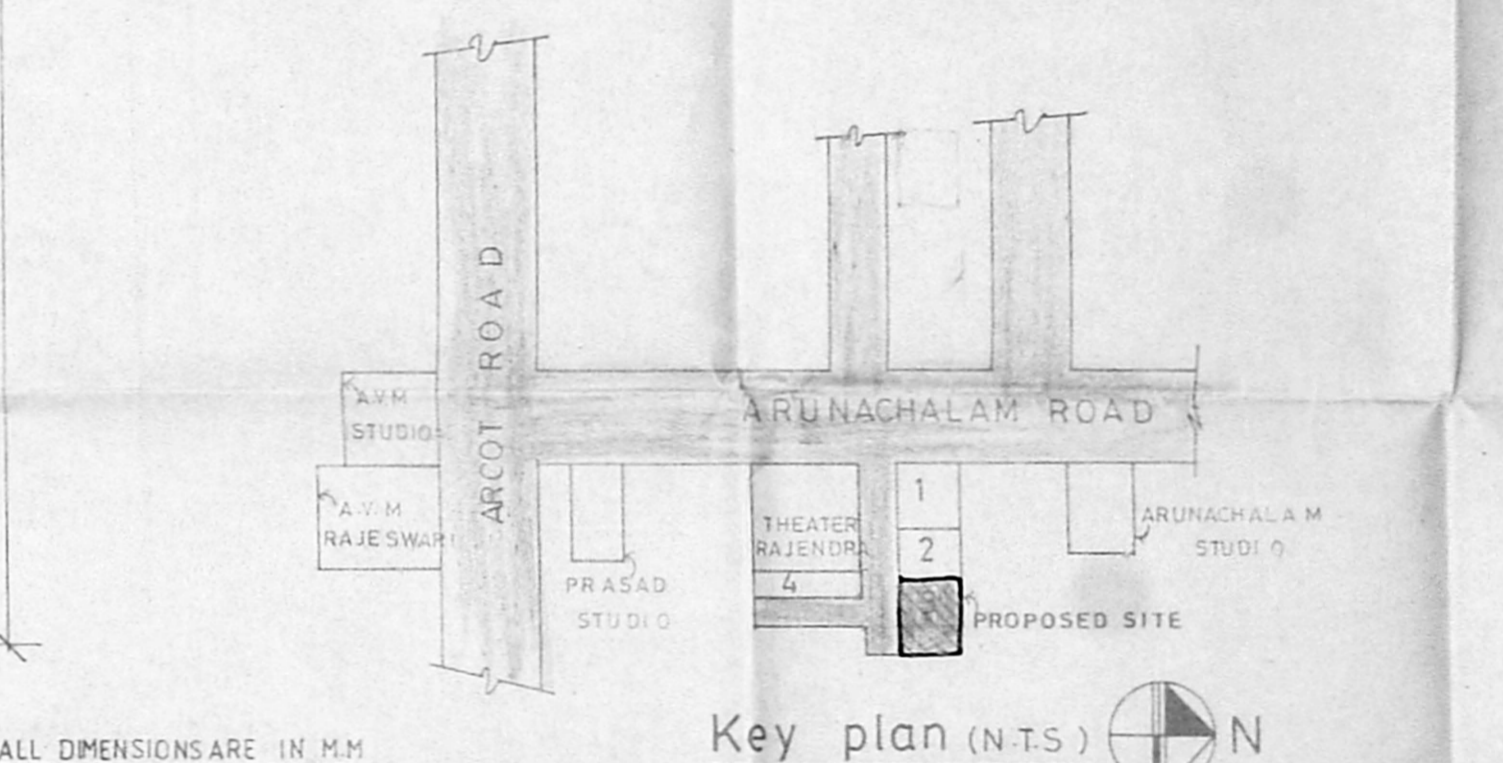 ARCOT ROAD
A.V.M
STUDIO
ARUNACHALAM ROAD
A.V.M
RAJESWARI
PRASAD
STUDIO
THEATER
RAJENDRA
4
1
2
3
ARUNACHALAM
STUDIO
PROPOSED SITE
Key plan (N.T.S)
N
ALL DIMENSIONS ARE IN M.M